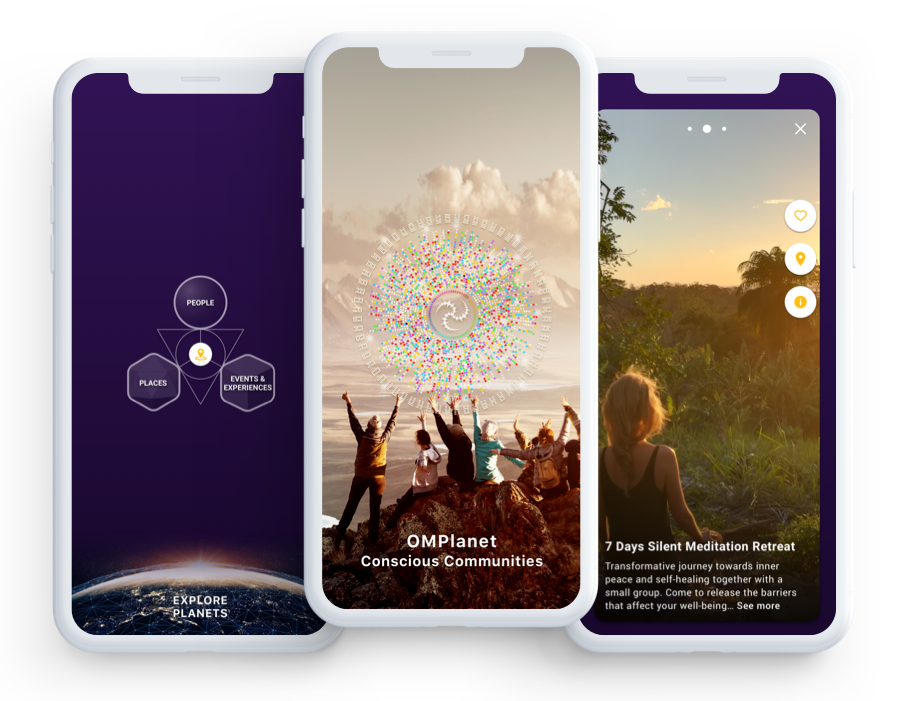 PEOPLE
PLACES
EVENTS &
EXPERIENCES
EXPLORE
PLANETS
OMPlanet
Conscious Communities
7 Days Silent Meditation Retreat
Transformative journey towards inner
peace and self-healing together with a
small group. Come to release the barriers
that affect your well-being... See more